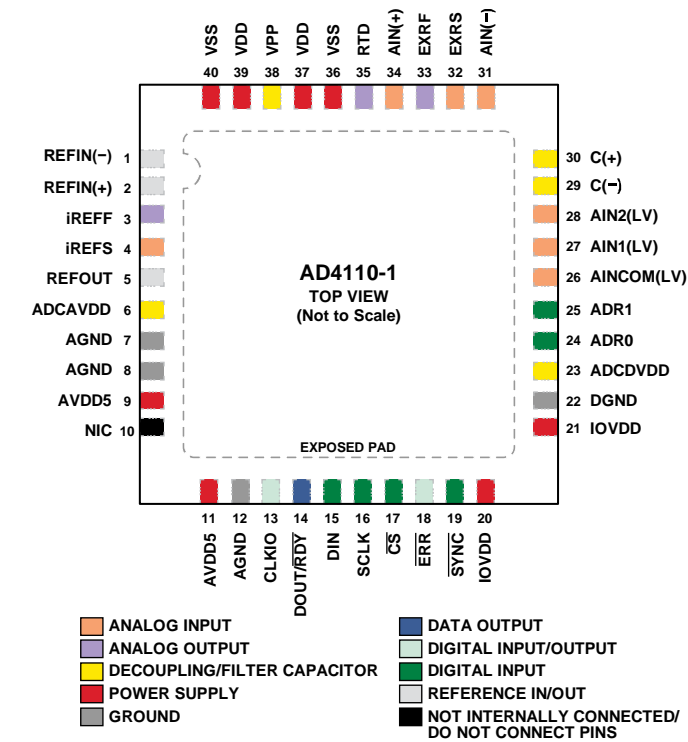 VSS
VDD
VPP
VDD
VSS
RTD
AIN(+)
EXRF
EXRS
AIN(−)
40 39 38 37 36 35 34 33 32 31
REFIN(−) 1
REFIN(+) 2
iREFF 3
iREFS 4
REFOUT 5
ADCAVDD 6
AGND 7
AGND 8
AVDD5 9
NIC 10
AD4110-1
TOP VIEW
(Not to Scale)
EXPOSED PAD
30 C(+)
29 C(−)
28 AIN2(LV)
27 AIN1(LV)
26 AINCOM(LV)
25 ADR1
24 ADR0
23 ADCDVDD
22 DGND
21 IOVDD
11 12 13 14 15 16 17 18 19 20
AVDD5
AGND
CLKIO
DOUT/RDY
DIN
SCLK
CS
ERR
SYNC
IOVDD
ANALOG INPUT
ANALOG OUTPUT
DECOUPLING/FILTER CAPACITOR
POWER SUPPLY
GROUND
DATA OUTPUT
DIGITAL INPUT/OUTPUT
DIGITAL INPUT
REFERENCE IN/OUT
NOT INTERNALLY CONNECTED/
DO NOT CONNECT PINS